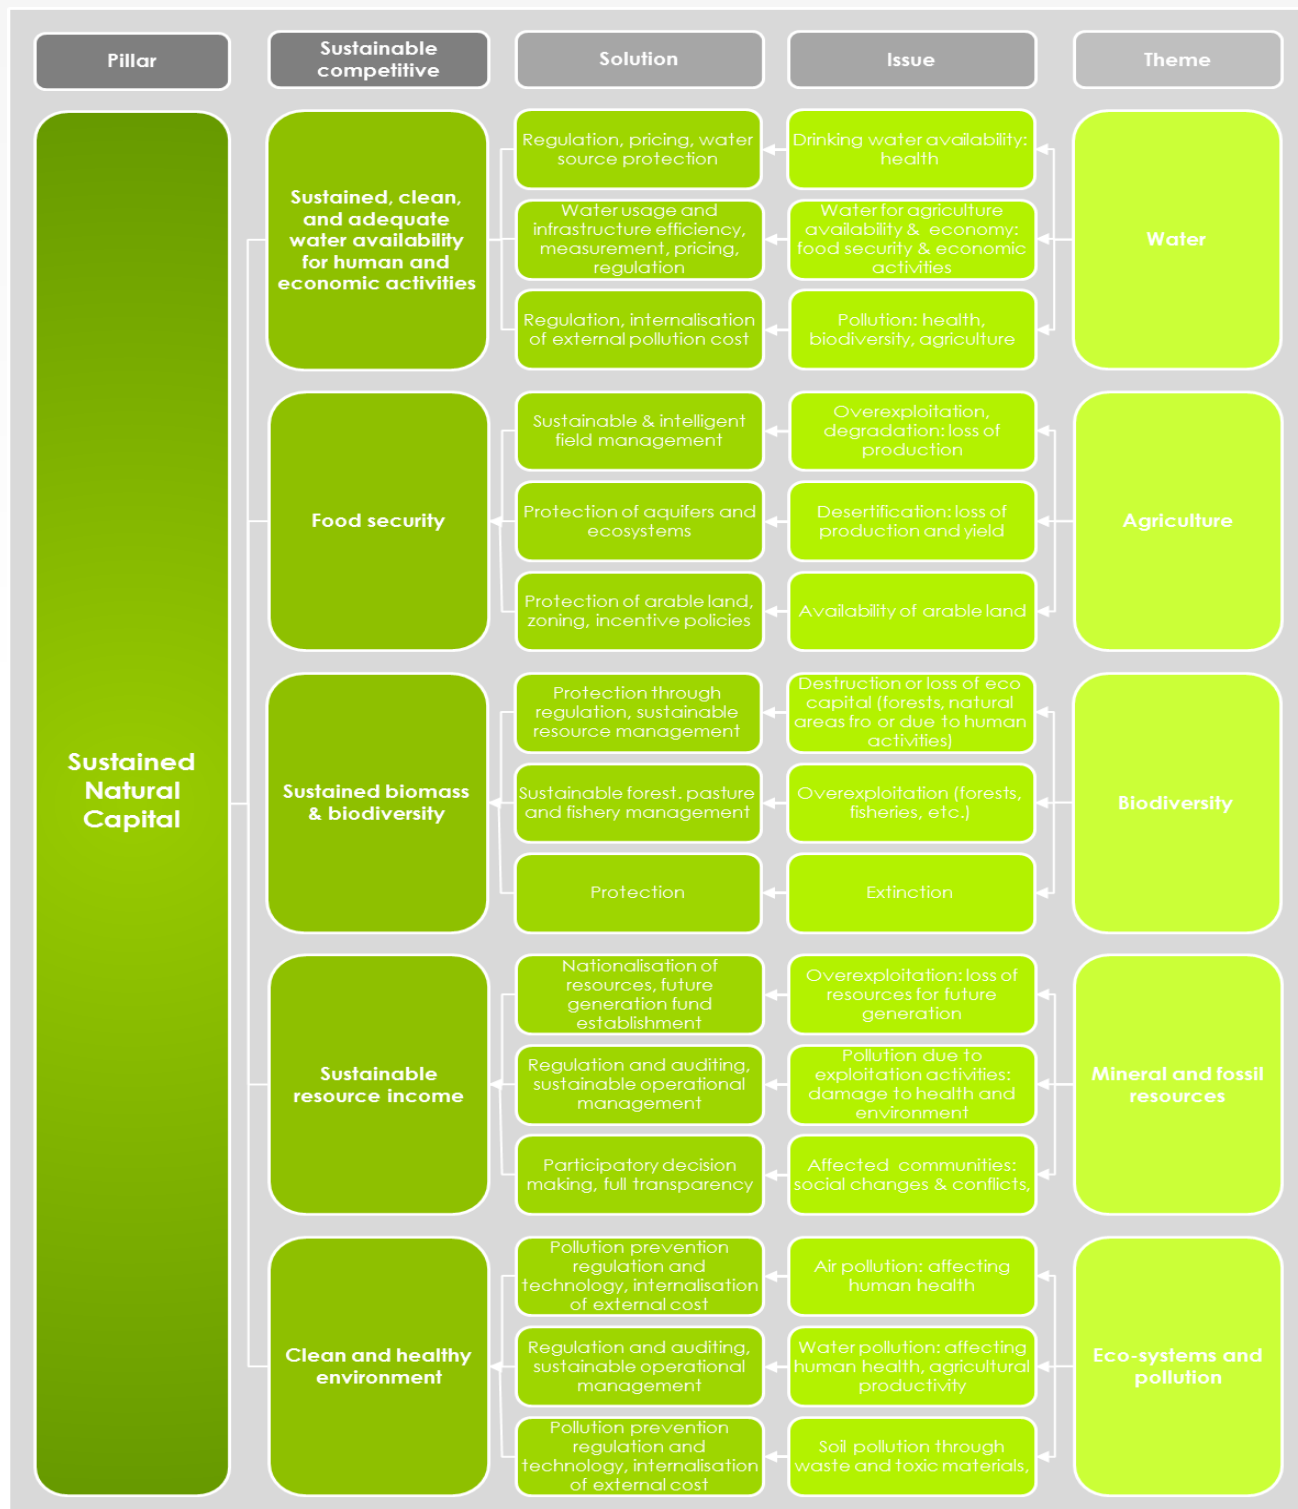 Pillar
Sustainable
competitive
Solution
Issue
Theme
Sustained
Natural
Capital
Sustained, clean,
and adequate
water availability
for human and
economic activities
Regulation, pricing, water
source protection
Drinking water availability:
health
Water usage and
infrastructure efficiency,
measurement, pricing,
regulation
Water for agriculture
availability & economy:
food security & economic
activities
Regulation, internalisation
of external pollution cost
Pollution: health,
biodiversity, agriculture
Water
Food security
Sustainable & intelligent
field management
Overexploitation,
degradation: loss of
production
Protection of aquifers and
ecosystems
Desertification: loss of
production and yield
Protection of arable land,
zoning, incentive policies
Availability of arable land
Agriculture
Sustained biomass
& biodiversity
Protection through
regulation, sustainable
resource management
Destruction or loss of eco
capital (forests, natural
areas fro or due to human
activities)
Sustainable forest. pasture
and fishery management
Overexploitation (forests,
fisheries, etc.)
Protection
Extinction
Biodiversity
Sustainable
resource income
Nationalisation of
resources, future
generation fund
establishment
Overexploitation: loss of
resources for future
generation
Regulation and auditing,
sustainable operational
management
Pollution due to
exploitation activities:
damage to health and
environment
Participatory decision
making, full transparency
Affected communities:
social changes & conflicts,
Mineral and fossil
resources
Clean and healthy
environment
Pollution prevention
regulation and
technology, internalisation
of external cost
Air pollution: affecting
human health
Regulation and auditing,
sustainable operational
management
Water pollution: affecting
human health, agricultural
productivity
Pollution prevention
regulation and
technology, internalisation
of external cost
Soil pollution through
waste and toxic materials,
Eco-systems and
pollution